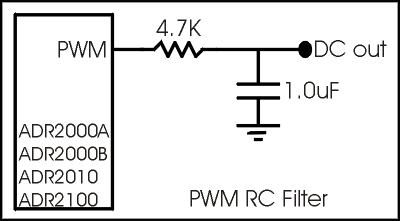 4.7K
PWM
DC out
1.0uF
ADR2000A
ADR2000B
ADR2010
ADR2100
PWM RC Filter